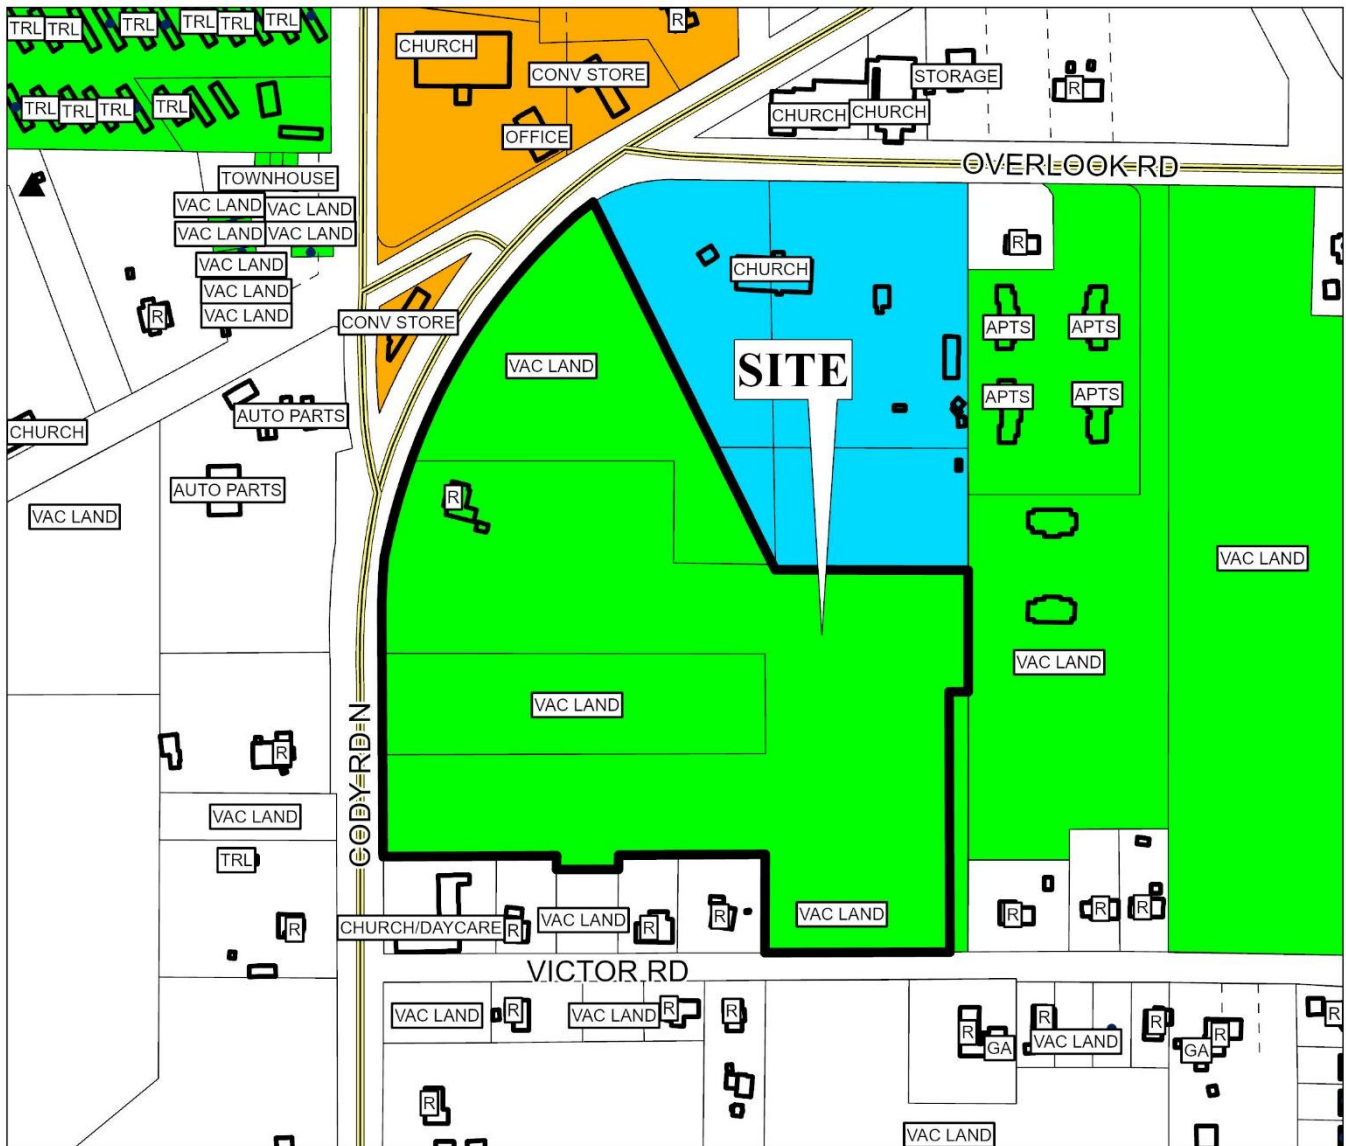 TRL TRL TRL TRL TRL TRL
R
CHURCH
CONV STORE
STORAGE
R
TRL TRL TRL TRL
CHURCH CHURCH
OFFICE
OVERLOOK RD
TOWNHOUSE
VAC LAND VAC LAND
VAC LAND VAC LAND
R
VAC LAND
CHURCH
VAC LAND
VAC LAND
R
CONV STORE
APTS APTS
VAC LAND
SITE
APTS APTS
AUTO PARTS
CHURCH
AUTO PARTS
R
VAC LAND
VAC LAND
VAC LAND
VAC LAND
CODY RD N
R
VAC LAND
TRL
CHURCH/DAYCARE
R
VAC LAND
R
R
VAC LAND
R
R
R
R
VICTOR RD
VAC LAND
R
VAC LAND
R
R
R
GA
R
VAC LAND
R
GA
R
R
R
VAC LAND